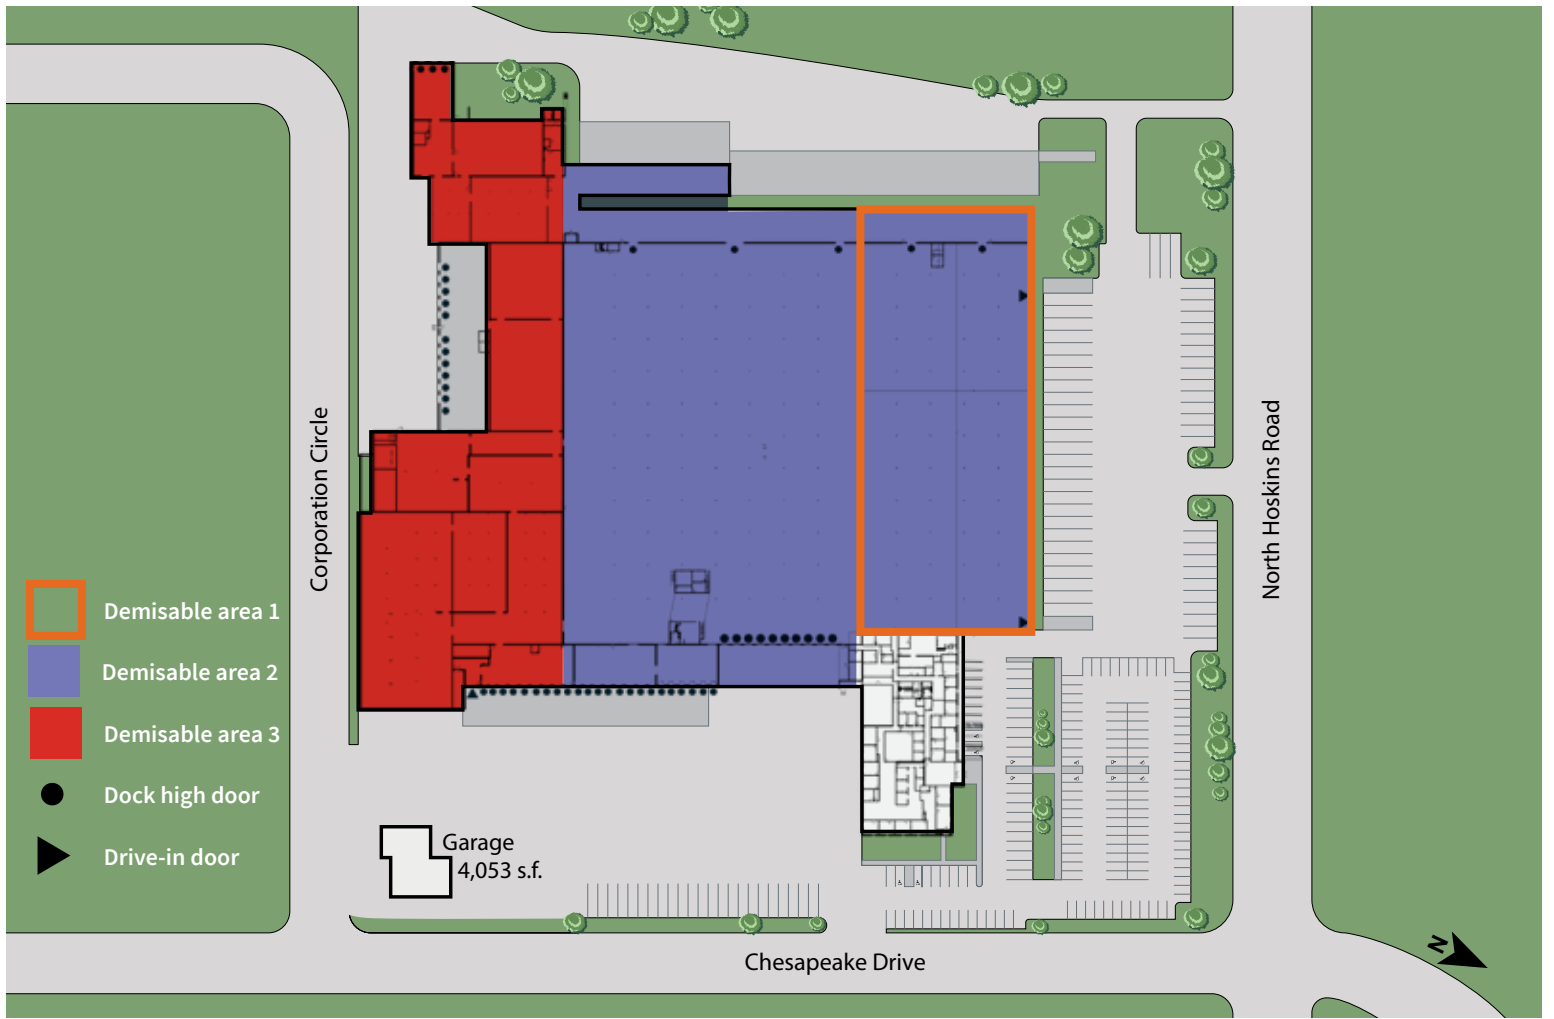 Corporation Circle
North Hoskins Road
Demisable area 1
Demisable area 2
Demisable area 3
Dock high door
Drive-in door
Garage
4,053 s.f.
Chesapeake Drive
N